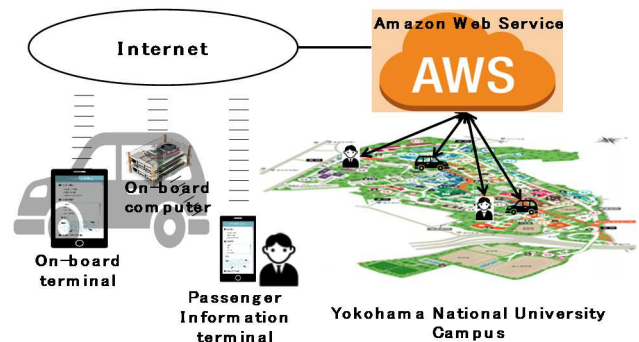 Amazon Web Service
Internet
AWS
On-board
computer
On-board
terminal
Passenger
Information
terminal
Yokohama National University
Campus